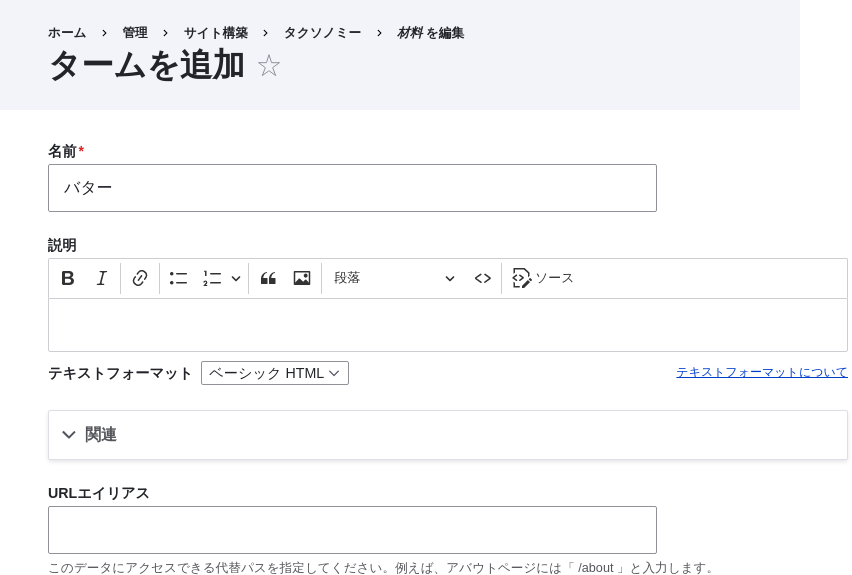 ホーム 管理 サイト構築 タクソノミー 材料 を編集
タームを追加
名前*
バター
説明
B I 段落 ソース
テキストフォーマット ベーシック HTML テキストフォーマットについて
関連
URLエイリアス
このデータにアクセスできる代替パスを指定してください。例えば、アバウトページには「 /about 」と入力します。